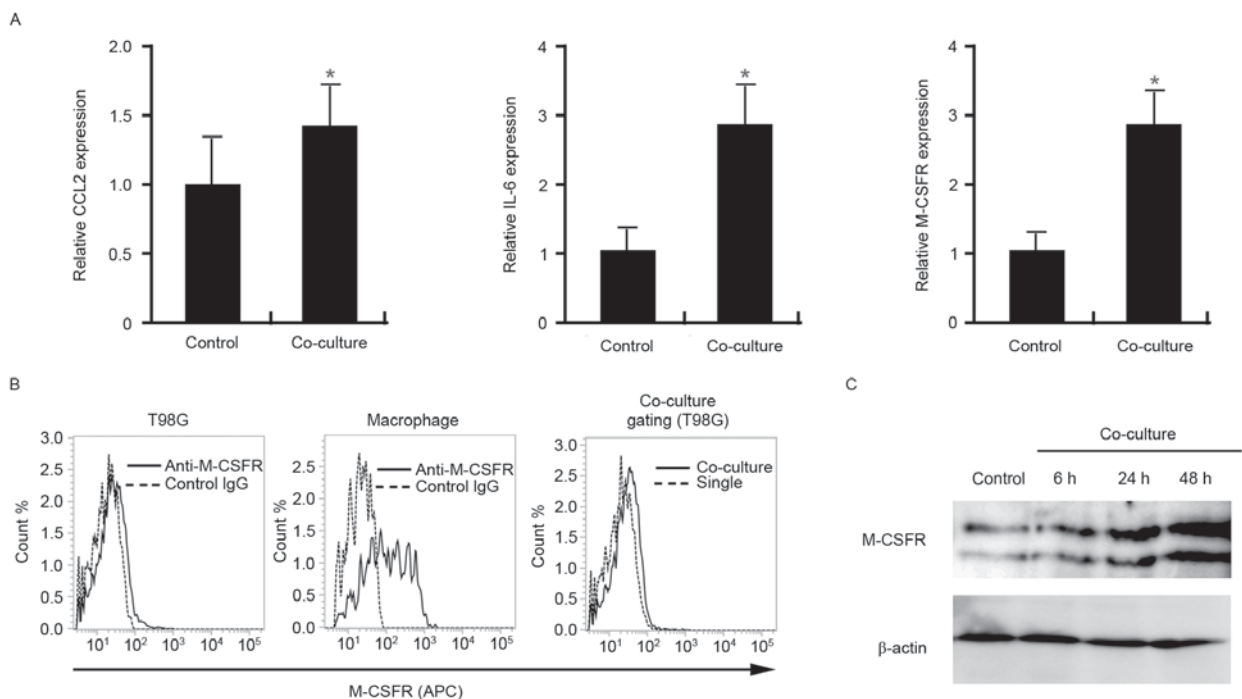 A
Relative CCL2 expression
2.0
1.5
1.0
0.5
0
*
Control Co-culture
Relative IL-6 expression
4
3
2
1
0
*
Control Co-culture
Relative M-CSFR expression
4
3
2
1
0
*
Control Co-culture
B
T98G
Count %
3.0
2.5
2.0
1.5
1.0
0.5
0.0
Anti-M-CSFR
Control IgG
10¹ 10² 10³ 10⁴ 10⁵
Macrophage
Count %
2.5
2.0
1.5
1.0
0.5
0.0
Anti-M-CSFR
Control IgG
10¹ 10² 10³ 10⁴ 10⁵
Co-culture
gating (T98G)
Count %
3.0
2.5
2.0
1.5
1.0
0.5
0.0
Co-culture
Single
10¹ 10² 10³ 10⁴ 10⁵
M-CSFR (APC)
C
Co-culture
Control 6 h 24 h 48 h
M-CSFR
β-actin